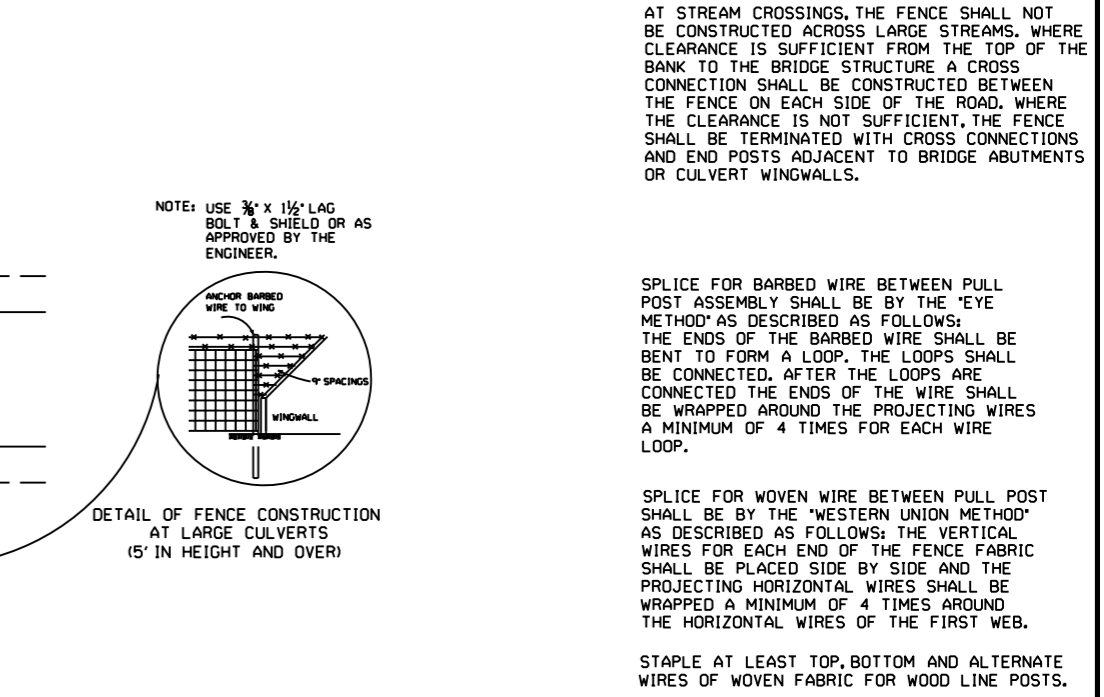 AT STREAM CROSSINGS, THE FENCE SHALL NOT
BE CONSTRUCTED ACROSS LARGE STREAMS. WHERE
CLEARANCE IS SUFFICIENT FROM THE TOP OF THE
BANK TO THE BRIDGE STRUCTURE A CROSS
CONNECTION SHALL BE CONSTRUCTED BETWEEN
THE FENCE ON EACH SIDE OF THE ROAD. WHERE
THE CLEARANCE IS NOT SUFFICIENT, THE FENCE
SHALL BE TERMINATED WITH CROSS CONNECTIONS
AND END POSTS ADJACENT TO BRIDGE ABUTMENTS
OR CULVERT WINGWALLS.
NOTE: USE ⅜" X 1½" LAG
BOLT & SHIELD OR AS
APPROVED BY THE
ENGINEER.
ANCHOR BARBED
WIRE TO WING
9" SPACINGS
WINGWALL
DETAIL OF FENCE CONSTRUCTION
AT LARGE CULVERTS
(5' IN HEIGHT AND OVER)
SPLICE FOR BARBED WIRE BETWEEN PULL
POST ASSEMBLY SHALL BE BY THE "EYE
METHOD" AS DESCRIBED AS FOLLOWS:
THE ENDS OF THE BARBED WIRE SHALL BE
BENT TO FORM A LOOP. THE LOOPS SHALL
BE CONNECTED. AFTER THE LOOPS ARE
CONNECTED THE ENDS OF THE WIRE SHALL
BE WRAPPED AROUND THE PROJECTING WIRES
A MINIMUM OF 4 TIMES FOR EACH WIRE
LOOP.
SPLICE FOR WOVEN WIRE BETWEEN PULL POST
SHALL BE BY THE "WESTERN UNION METHOD"
AS DESCRIBED AS FOLLOWS: THE VERTICAL
WIRES FOR EACH END OF THE FENCE FABRIC
SHALL BE PLACED SIDE BY SIDE AND THE
PROJECTING HORIZONTAL WIRES SHALL BE
WRAPPED A MINIMUM OF 4 TIMES AROUND
THE HORIZONTAL WIRES OF THE FIRST WEB.
STAPLE AT LEAST TOP, BOTTOM AND ALTERNATE
WIRES OF WOVEN FABRIC FOR WOOD LINE POSTS.